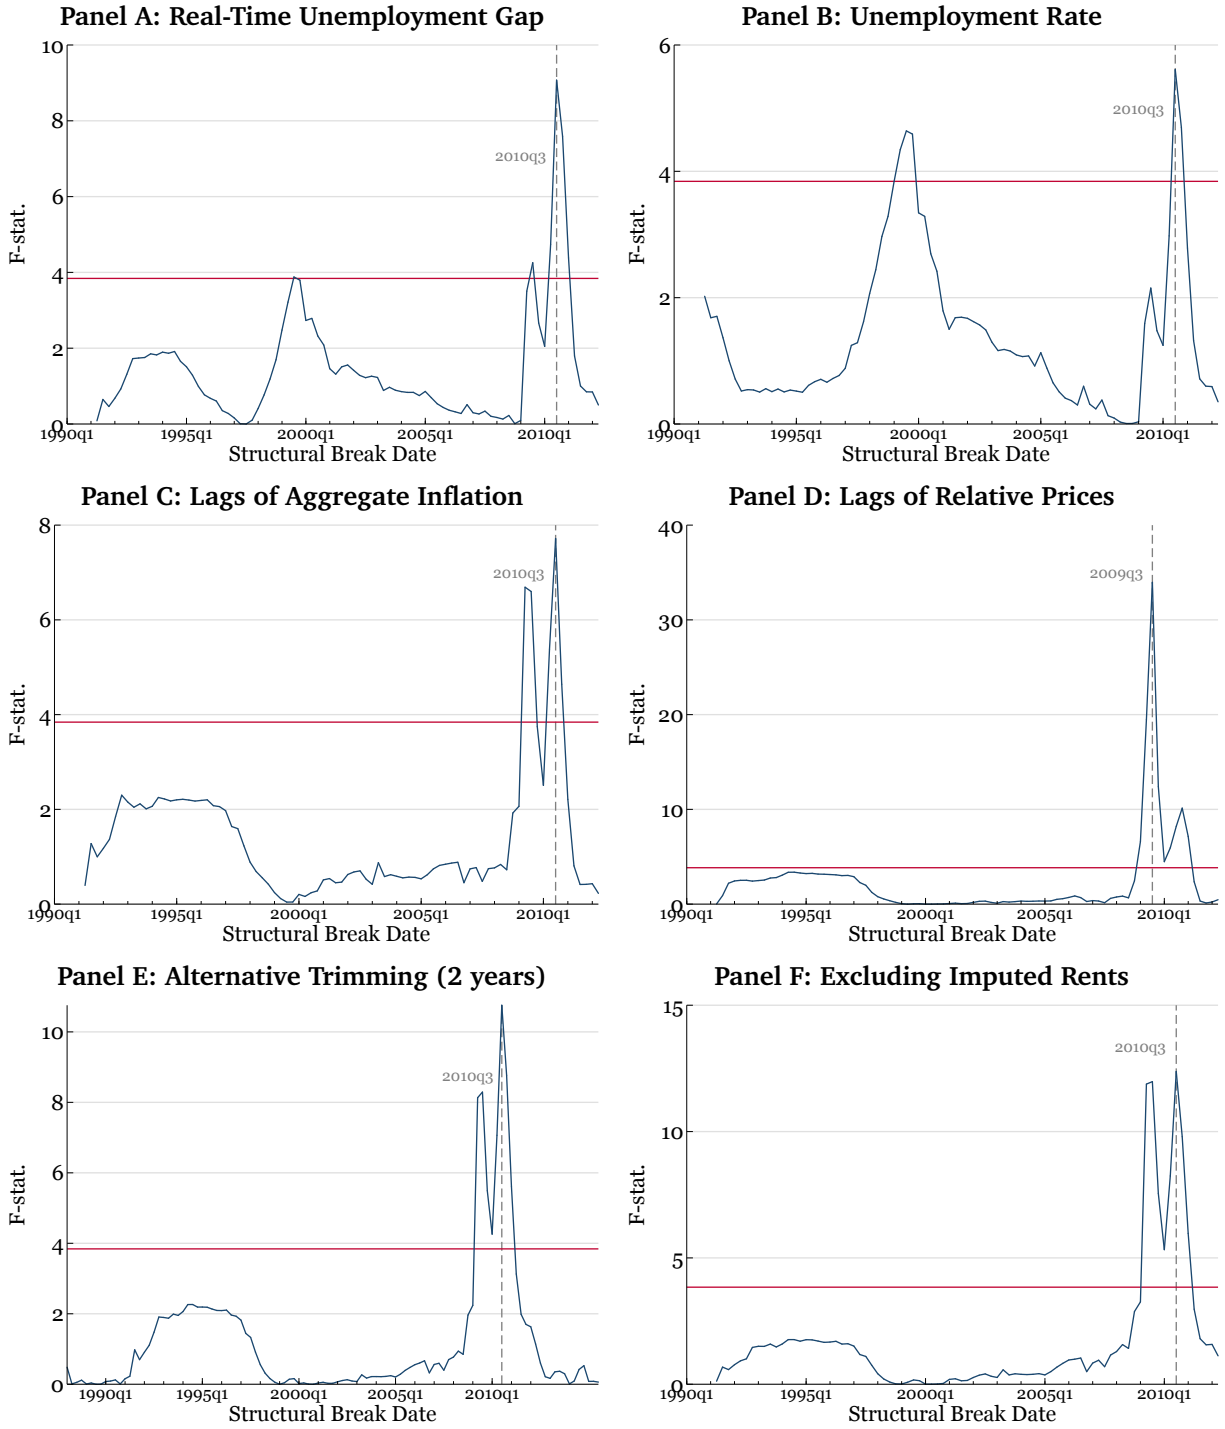 Panel A: Real-Time Unemployment Gap
10
8
6
4
2
0
F-stat.
2010q3
1990q1 1995q1 2000q1 2005q1 2010q1
Structural Break Date
Panel B: Unemployment Rate
6
4
2
0
2010q3
1990q1 1995q1 2000q1 2005q1 2010q1
Structural Break Date
F-stat.
Panel C: Lags of Aggregate Inflation
8
6
4
2
0
F-stat.
2010q3
1990q1 1995q1 2000q1 2005q1 2010q1
Structural Break Date
Panel D: Lags of Relative Prices
40
30
20
10
0
F-stat.
2009q3
1990q1 1995q1 2000q1 2005q1 2010q1
Structural Break Date
Panel E: Alternative Trimming (2 years)
10
8
6
4
2
0
F-stat.
2010q3
1990q1 1995q1 2000q1 2005q1 2010q1
Structural Break Date
Panel F: Excluding Imputed Rents
15
10
5
0
F-stat.
2010q3
1990q1 1995q1 2000q1 2005q1 2010q1
Structural Break Date